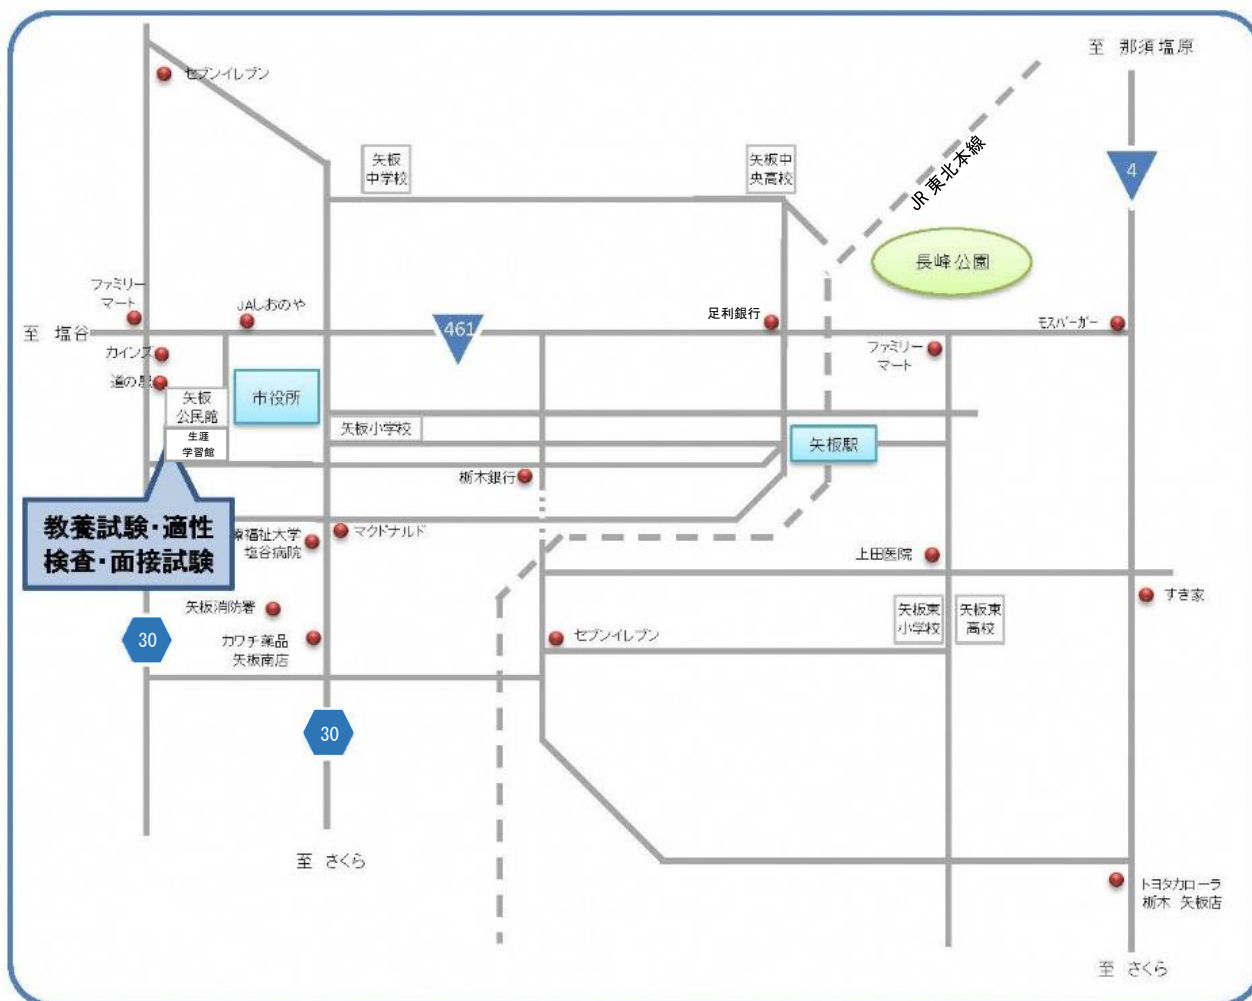 至 那須塩原
セブンイレブン
矢板
中学校
矢板中
央高校
JR 東北本線
4
長峰公園
ファミリー
マート
JAしおのや
足利銀行
モスバーガー
至 塩谷
461
カインズ
ファミリー
マート
道の駅
矢板
公民館
市役所
生涯
学習館
矢板小学校
矢板駅
栃木銀行
教養試験・適性
検査・面接試験
療福祉大学
塩谷病院
マクドナルド
上田医院
すき家
矢板消防署
矢板東
小学校
矢板東
高校
30
カワチ薬品
矢板南店
セブンイレブン
30
至 さくら
トヨタカローラ
栃木 矢板店
至 さくら